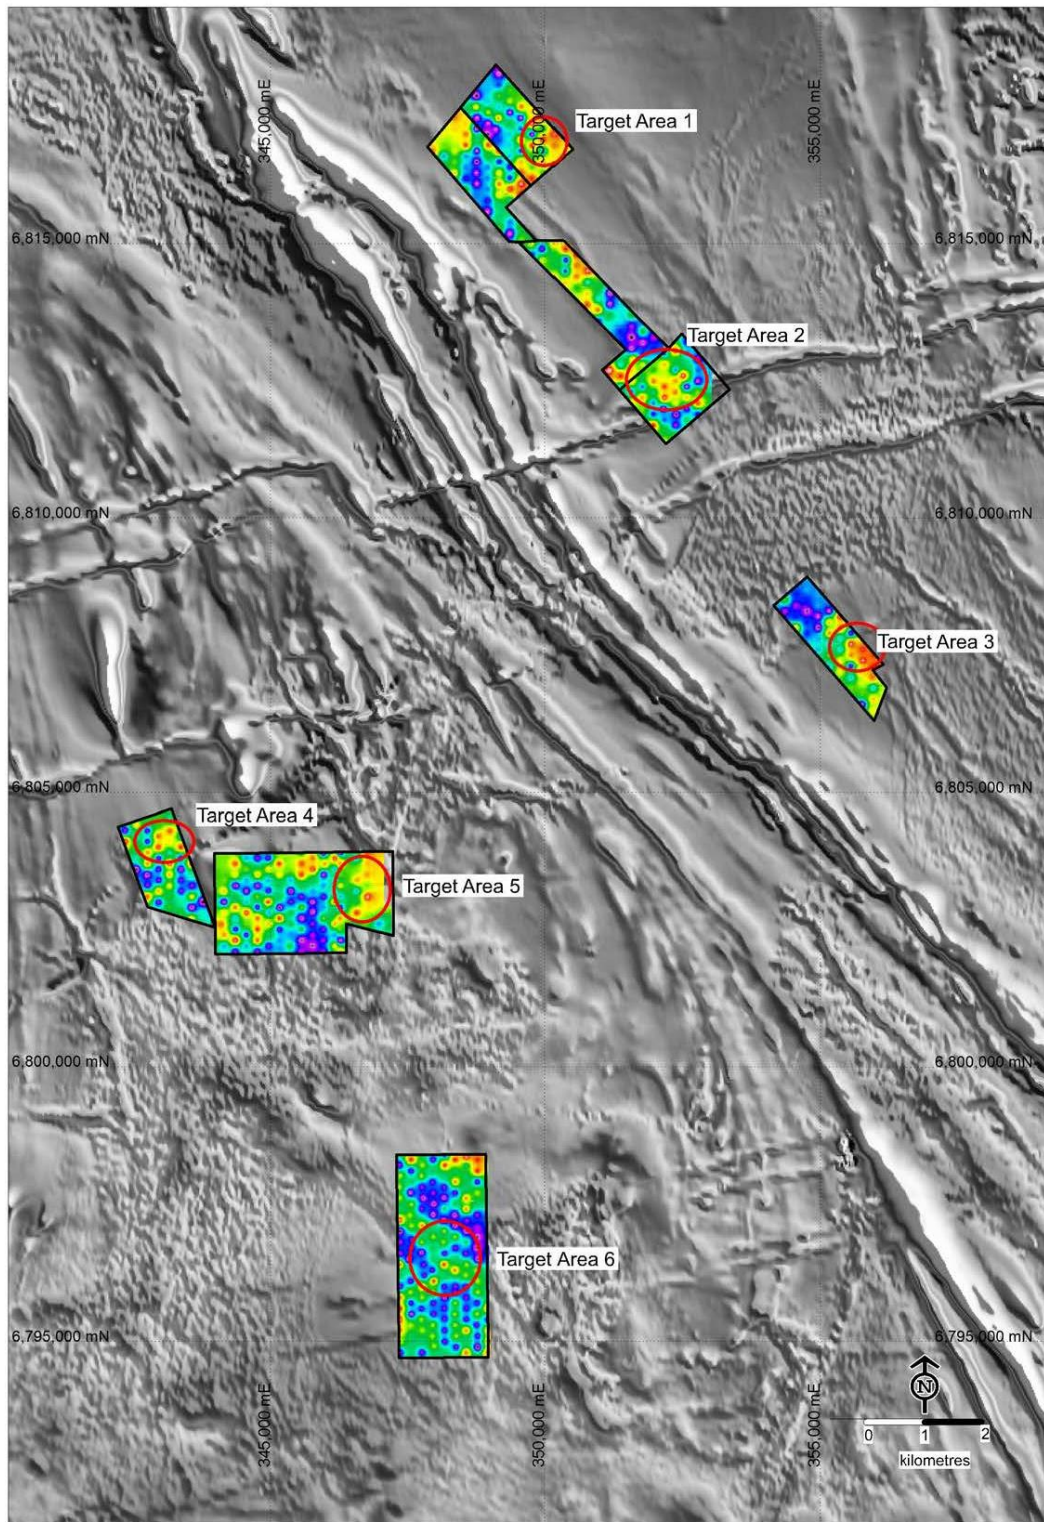 345,000 mE
350,000 mE
355,000 mE
Target Area 1
6,815,000 mN
6,815,000 mN
Target Area 2
6,810,000 mN
6,810,000 mN
Target Area 3
6,805,000 mN
6,805,000 mN
Target Area 4
Target Area 5
6,800,000 mN
6,800,000 mN
Target Area 6
6,795,000 mN
6,795,000 mN
N
345,000 mE
350,000 mE
355,000 mE
0 1 2
kilometres